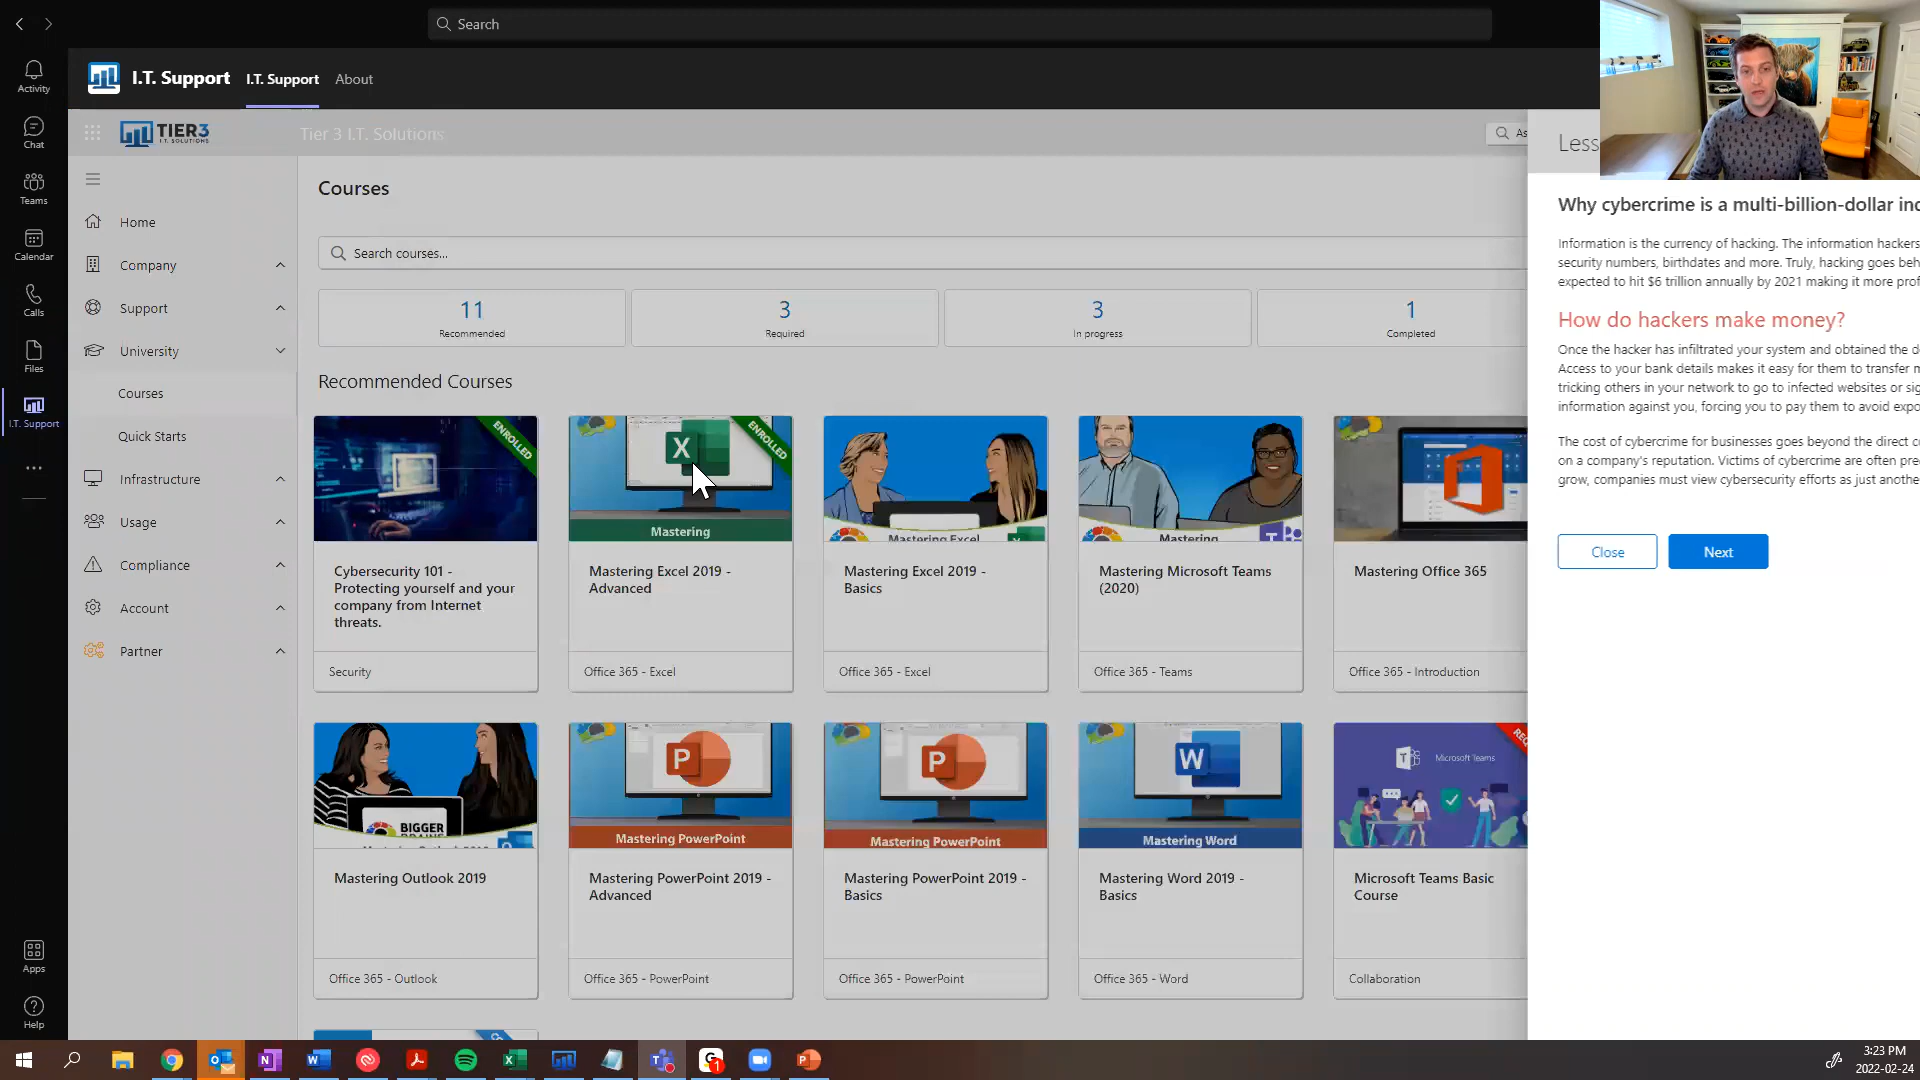 Search
Activity
Chat
Teams
Calendar
Calls
Files
I.T. Support
Apps
Help
I.T. Support
I.T. Support
About
TIER3
I.T. SOLUTIONS
Tier 3 I.T. Solutions
Home
Company
Support
University
Courses
Quick Starts
Infrastructure
Usage
Compliance
Account
Partner
Courses
Search courses...
11
Recommended
3
Required
3
In progress
1
Completed
Recommended Courses
ENROLLED
Cybersecurity 101 -
Protecting yourself and your
company from Internet
threats.
Security
X
ENROLLED
Mastering
Mastering Excel 2019 -
Advanced
Office 365 - Excel
Mastering Excel
Mastering Excel 2019 -
Basics
Office 365 - Excel
Mastering
Mastering Microsoft Teams
(2020)
Office 365 - Teams
Mastering Office 365
Office 365 - Introduction
BIGGER
BRAINS
Mastering Outlook 2019
Mastering Outlook 2019
Office 365 - Outlook
P
Mastering PowerPoint
Mastering PowerPoint 2019 -
Advanced
Office 365 - PowerPoint
P
Mastering PowerPoint
Mastering PowerPoint 2019 -
Basics
Office 365 - PowerPoint
W
Mastering Word
Mastering Word 2019 -
Basics
Office 365 - Word
Microsoft Teams
REQ
Microsoft Teams Basic
Course
Collaboration
As
Less
Why cybercrime is a multi-billion-dollar ind
Information is the currency of hacking. The information hackers
security numbers, birthdates and more. Truly, hacking goes beh
expected to hit $6 trillion annually by 2021 making it more prof
How do hackers make money?
Once the hacker has infiltrated your system and obtained the d
Access to your bank details makes it easy for them to transfer m
tricking others in your network to go to infected websites or sig
information against you, forcing you to pay them to avoid expo
The cost of cybercrime for businesses goes beyond the direct c
on a company's reputation. Victims of cybercrime are often pre
grow, companies must view cybersecurity efforts as just anothe
Close
Next
3:23 PM
2022-02-24